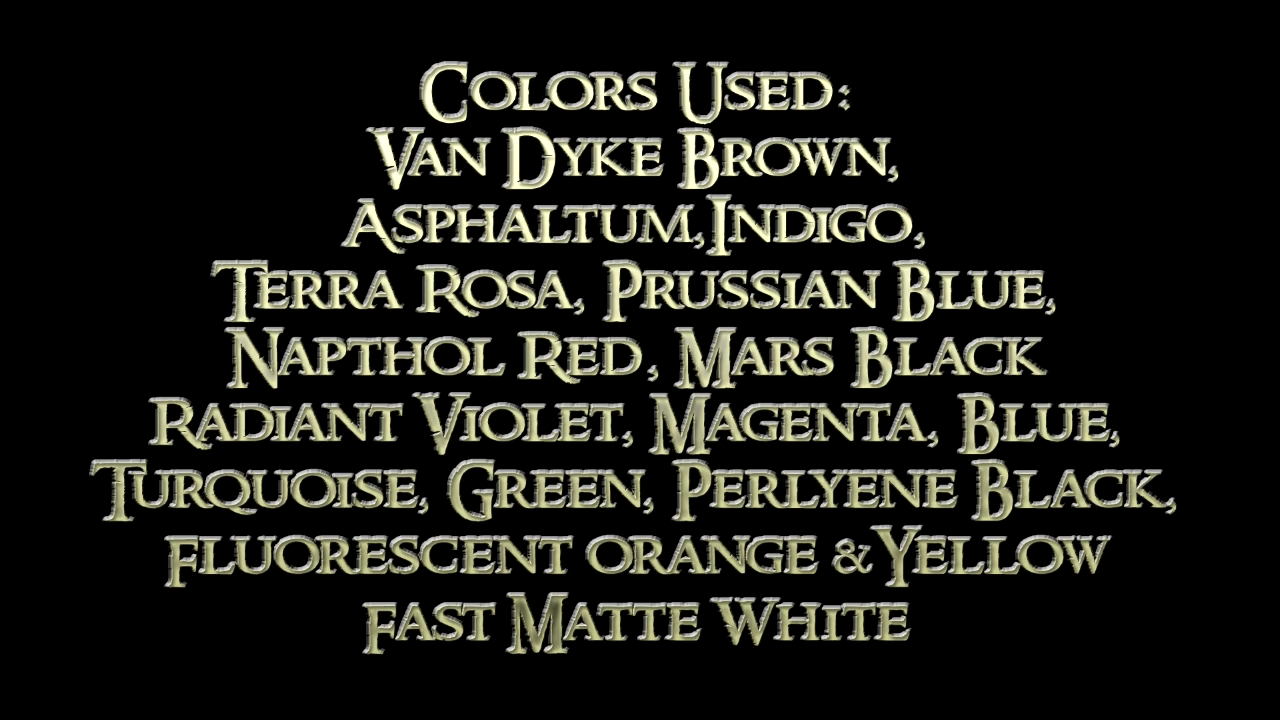 Colors Used:
Van Dyke Brown,
Asphaltum, Indigo,
Terra Rosa, Prussian Blue,
Napthol Red, Mars Black
Radiant Violet, Magenta, Blue,
Turquoise, Green, Perlyene Black,
Fluorescent orange & Yellow
Fast Matte White